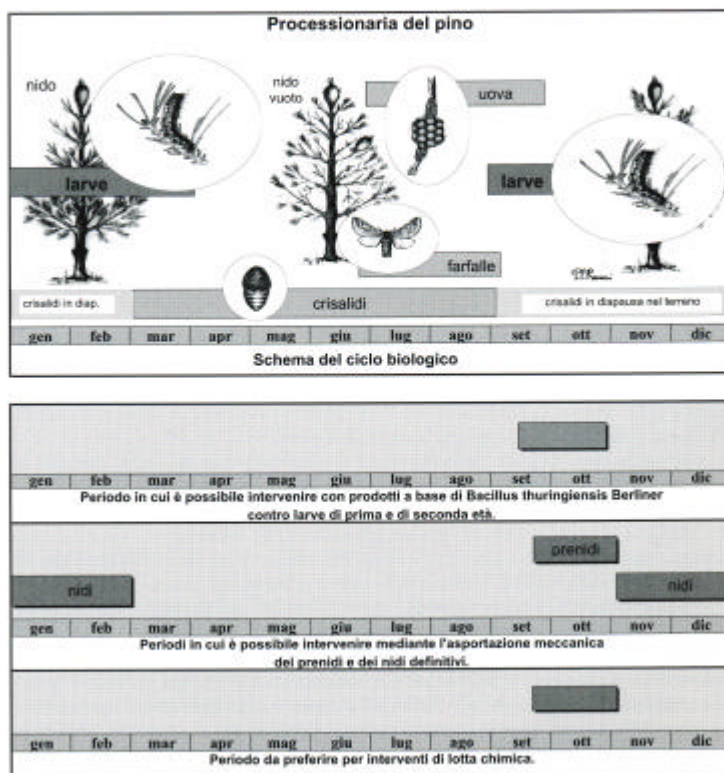 Processionaria del pino
nido
nido
vuoto
uova
larve
larve
farfalle
crisalidi in diap.
crisalidi
crisalidi in diapausa nel terreno
gen feb mar apr mag giu lug ago set ott nov dic
Schema del ciclo biologico
gen feb mar apr mag giu lug ago set ott nov dic
Periodo in cui è possibile intervenire con prodotti a base di Bacillus thuringiensis Berliner
contro larve di prima e di seconda età.
prenidi
nidi
nidi
gen feb mar apr mag giu lug ago set ott nov dic
Periodi in cui è possibile intervenire mediante l'asportazione meccanica
dei prenidi e dei nidi definitivi.
gen feb mar apr mag giu lug ago set ott nov dic
Periodo da preferire per interventi di lotta chimica.